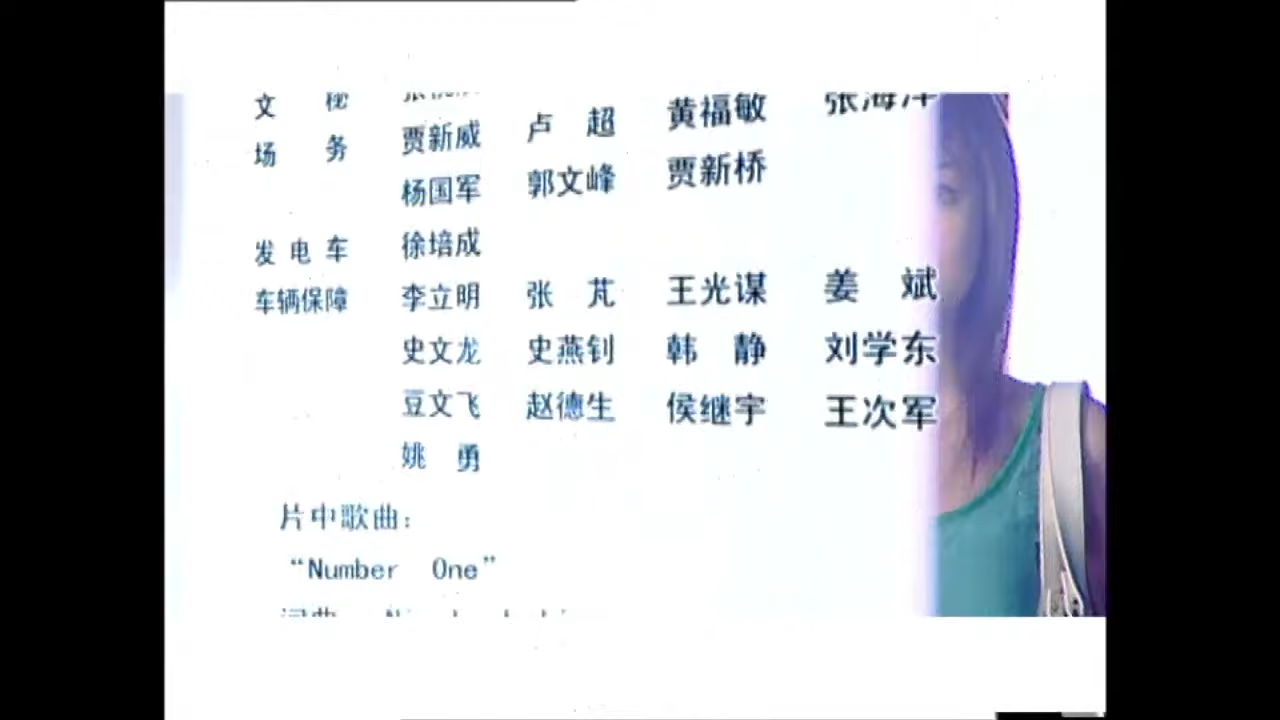 文 秘
场 务 贾新威 卢 超 黄福敏 张海洋
杨国军 郭文峰 贾新桥
发电车 徐培成
车辆保障 李立明 张 芃 王光谋 姜 斌
史文龙 史燕钊 韩 静 刘学东
豆文飞 赵德生 侯继宇 王次军
姚 勇
片中歌曲：
“Number One”